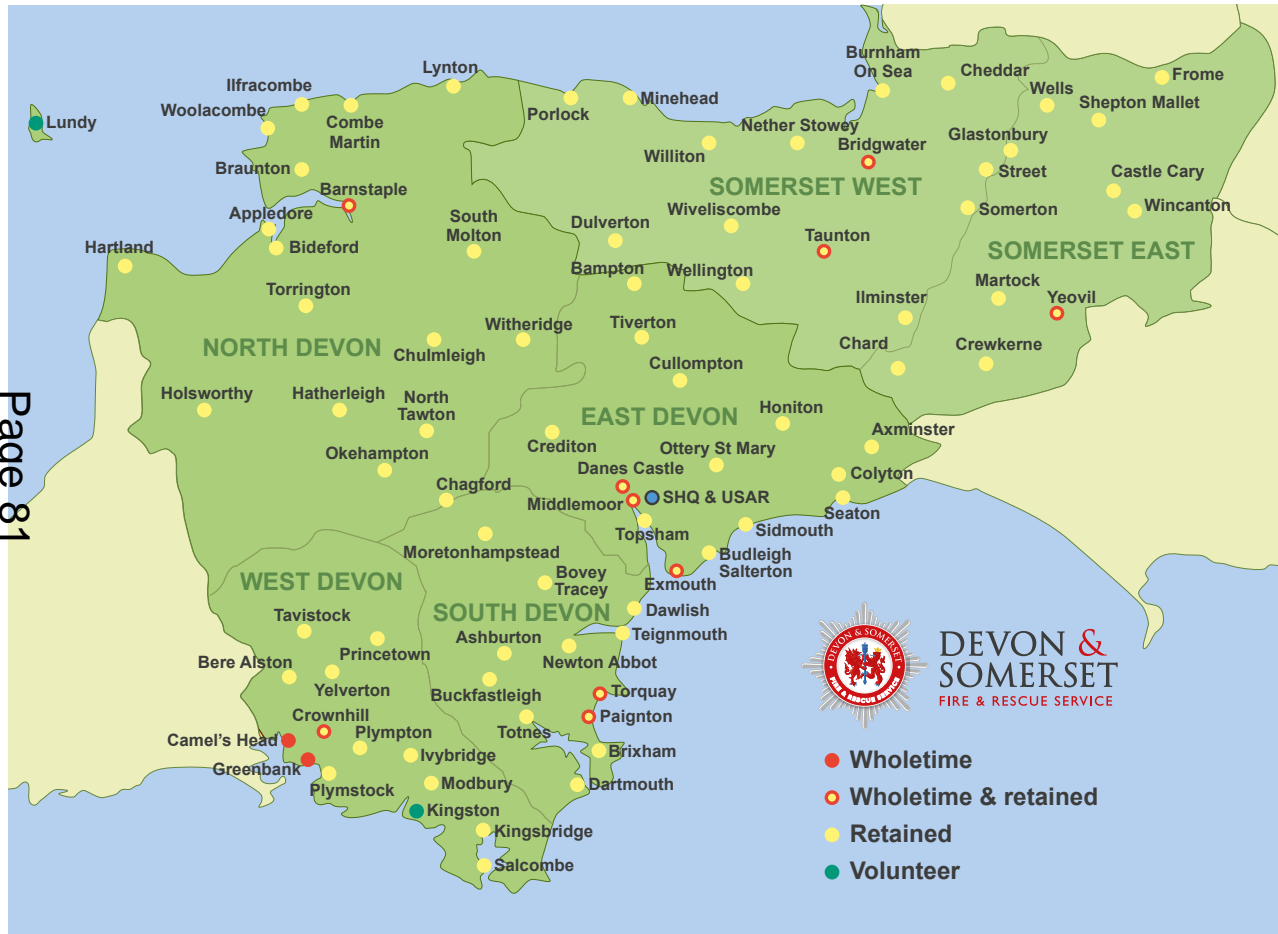 Lynton
Burnham
On Sea
Cheddar
Frome
Ilfracombe
Woolacombe
Combe
Martin
Lundy
Porlock
Minehead
Wells
Shepton Mallet
Nether Stowey
Bridgwater
Glastonbury
Williton
Braunton
Street
Castle Cary
SOMERSET WEST
Barnstaple
Wiveliscombe
Somerton
Wincanton
Appledore
South
Molton
Dulverton
Taunton
SOMERSET EAST
Hartland
Bideford
Bampton
Wellington
Martock
Yeovil
Torrington
Ilminster
Witheridge
Tiverton
NORTH DEVON
Chulmleigh
Chard
Crewkerne
Cullompton
Holsworthy
Hatherleigh
North
Tawton
EAST DEVON
Honiton
Axminster
Crediton
Ottery St Mary
Okehampton
Danes Castle
Colyton
Chagford
Middlemoor
SHQ & USAR
Seaton
Page 81
Topsham
Sidmouth
Moretonhampstead
Budleigh
Salterton
Bovey
Tracey
Exmouth
WEST DEVON
SOUTH DEVON
Dawlish
Tavistock
Teignmouth
Ashburton
Princetown
Newton Abbot
Bere Alston
Yelverton
Buckfastleigh
Torquay
Crownhill
Paignton
Camel's Head
Plympton
Totnes
Greenbank
Ivybridge
Brixham
Plymstock
Modbury
Dartmouth
Kingston
Kingsbridge
Salcombe
DEVON & SOMERSET
FIRE & RESCUE SERVICE
DEVON &
SOMERSET
FIRE & RESCUE SERVICE
Wholetime
Wholetime & retained
Retained
Volunteer